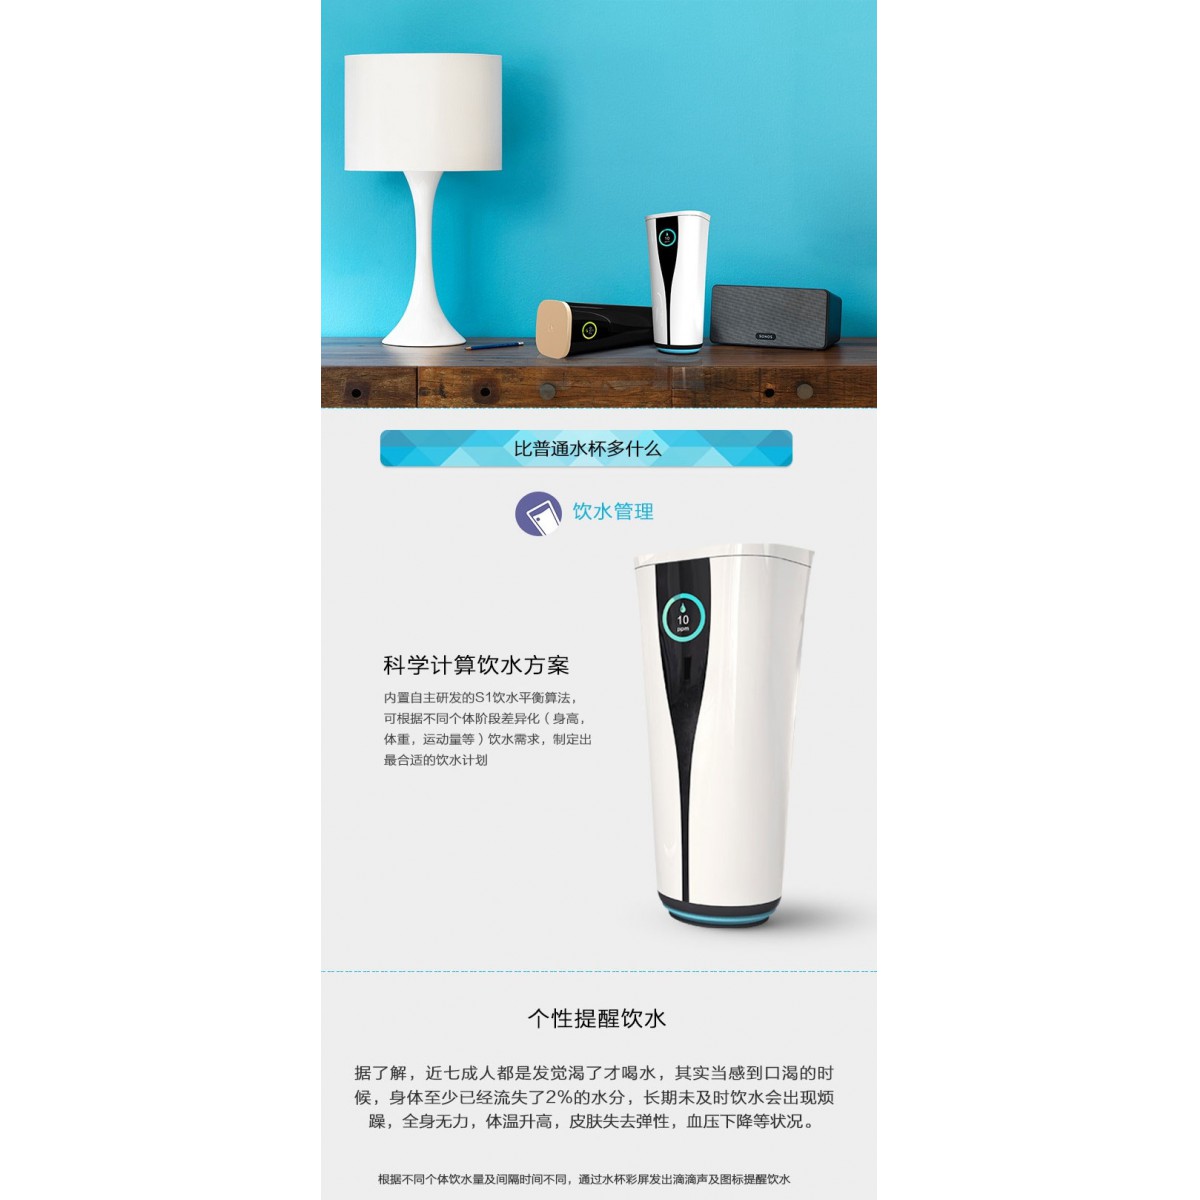 SONOS
比普通水杯多什么
饮水管理
10
ppm
科学计算饮水方案
内置自主研发的S1饮水平衡算法，
可根据不同个体阶段差异化（身高，
体重，运动量等）饮水需求，制定出
最合适的饮水计划
个性提醒饮水
据了解，近七成人都是发觉渴了才喝水，其实当感到口渴的时
候，身体至少已经流失了2%的水分，长期未及时饮水会出现烦
躁，全身无力，体温升高，皮肤失去弹性，血压下降等状况。
根据不同个体饮水量及间隔时间不同，通过水杯彩屏发出滴滴声及图标提醒饮水